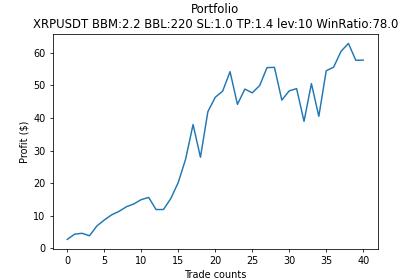 Portfolio
XRPUSDT BBM:2.2 BBL:220 SL:1.0 TP:1.4 lev:10 WinRatio:78.0
60
50
40
30
20
10
0
Profit ($)
0 5 10 15 20 25 30 35 40
Trade counts